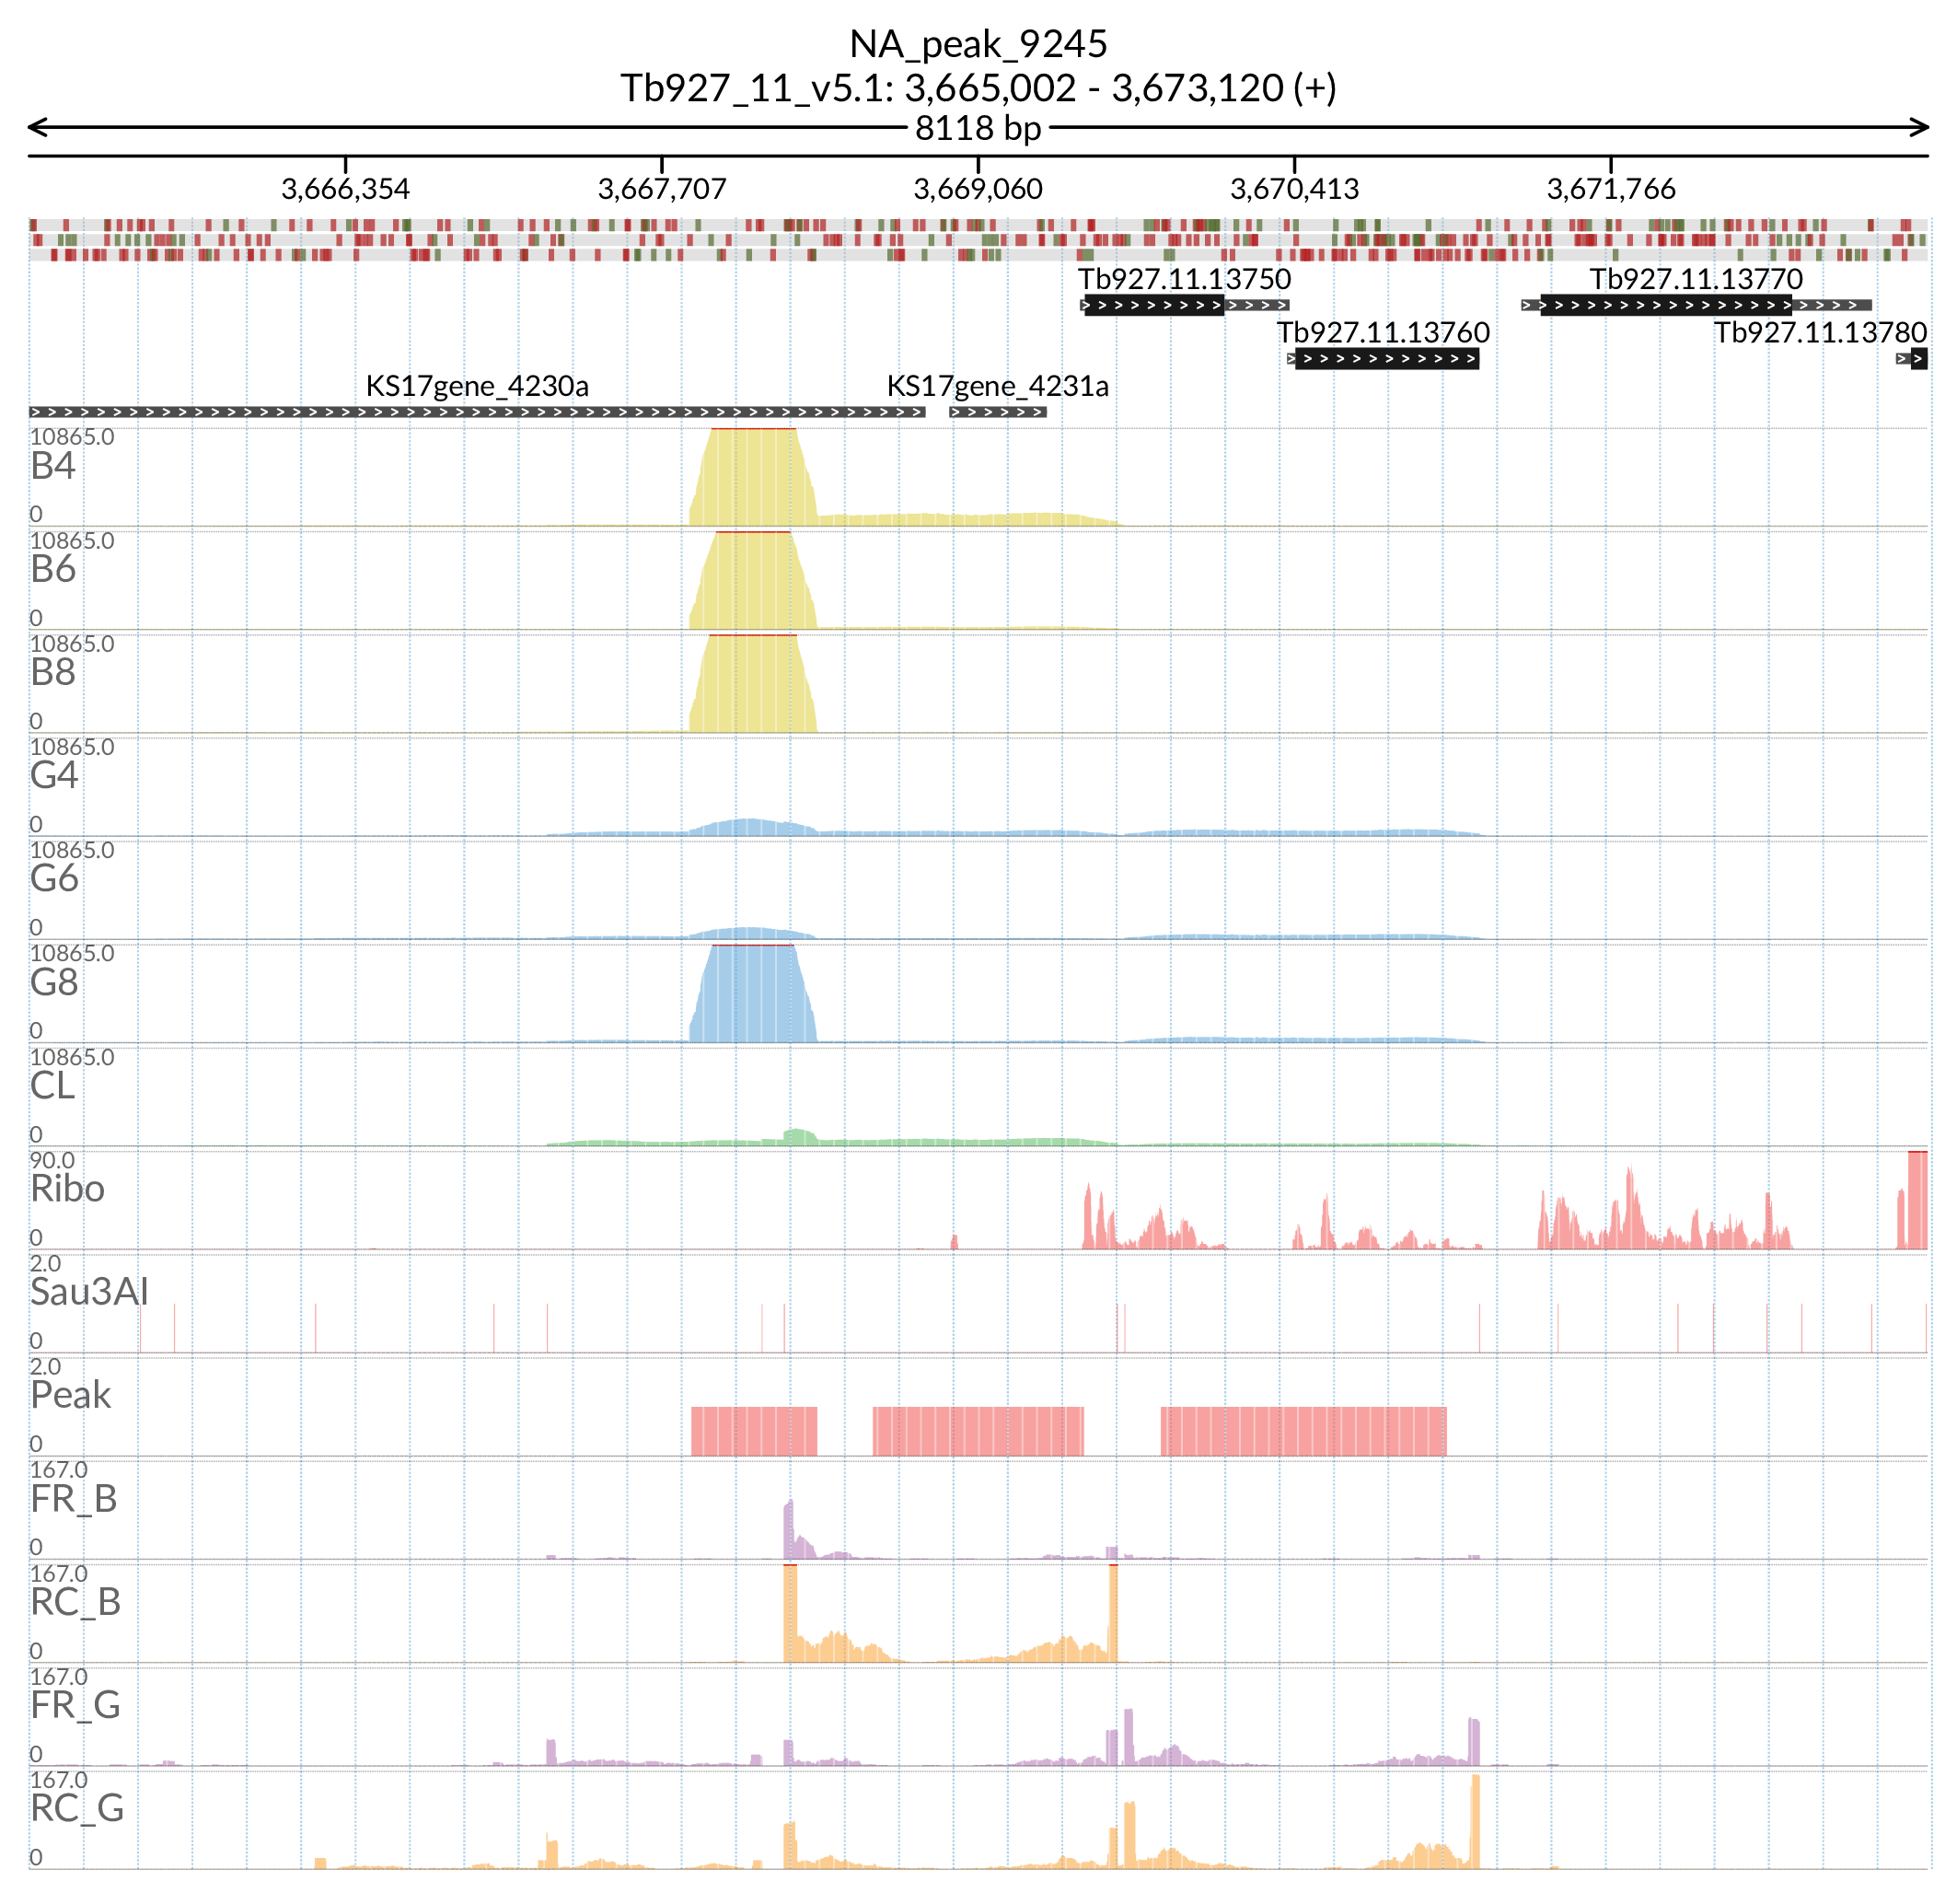 NA_peak_9245
Tb927_11_v5.1: 3,665,002 - 3,673,120 (+)
8118 bp
3,666,354 3,667,707 3,669,060 3,670,413 3,671,766
Tb927.11.13750 Tb927.11.13770
Tb927.11.13760 Tb927.11.13780
KS17gene_4230a KS17gene_4231a
10865.0
B4
0
10865.0
B6
0
10865.0
B8
0
10865.0
G4
0
10865.0
G6
0
10865.0
G8
0
10865.0
CL
0
90.0
Ribo
0
2.0
Sau3AI
0
2.0
Peak
0
167.0
FR_B
0
167.0
RC_B
0
167.0
FR_G
0
167.0
RC_G
0